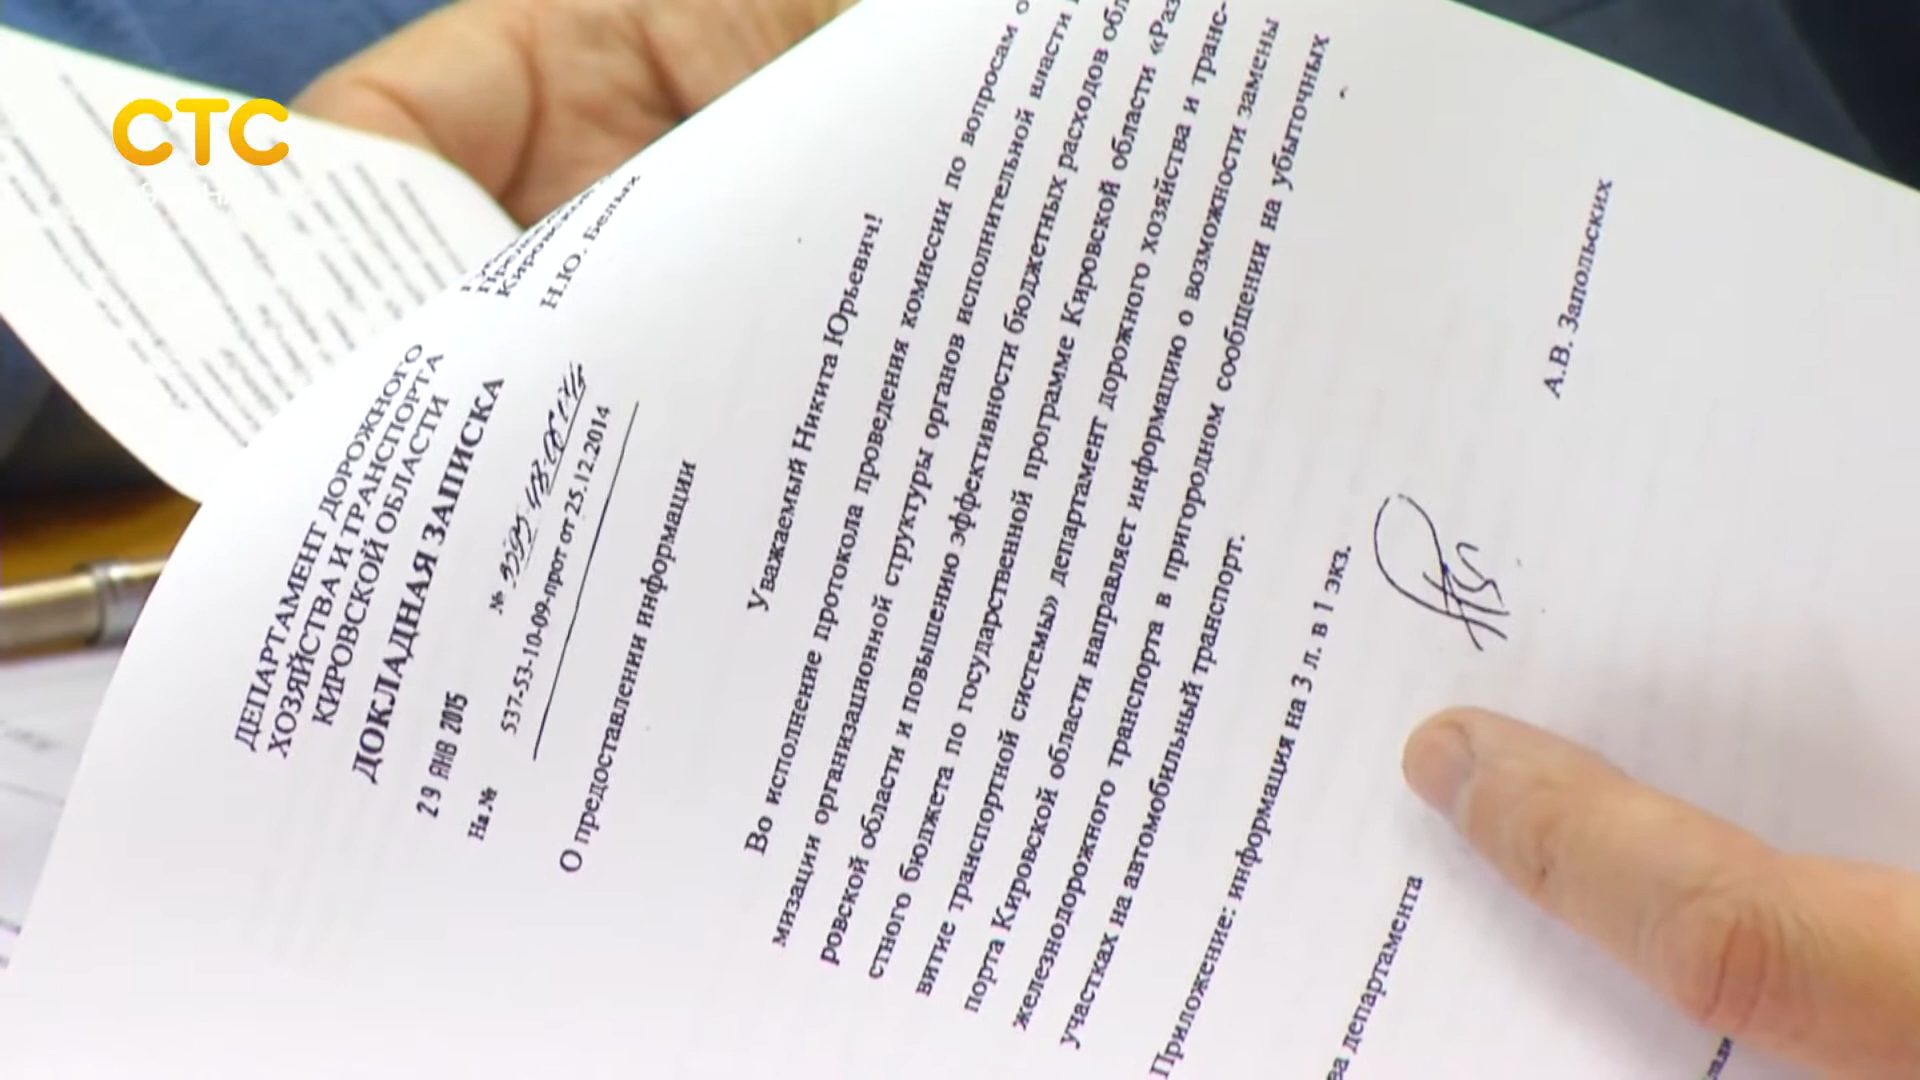 СТС
ДЕПАРТАМЕНТ ДОРОЖНОГО
ХОЗЯЙСТВА И ТРАНСПОРТА
КИРОВСКОЙ ОБЛАСТИ
ДОКЛАДНАЯ ЗАПИСКА
29 ЯНВ 2015 №
На № 537-53-10-09-прот от 25.12.2014
О предоставлении информации
Кировской
Н.Ю. Белых
Уважаемый Никита Юрьевич!
Во исполнение протокола проведения комиссии по вопросам о
мизации организационной структуры органов исполнительной власти
ровской области и повышению эффективности бюджетных расходов обл
стного бюджета по государственной программе Кировской области «Раз
витие транспортной системы» департамент дорожного хозяйства и транс-
порта Кировской области направляет информацию о возможности замены
железнодорожного транспорта в пригородном сообщении на убыточных
участках на автомобильный транспорт.
Приложение: информация на 3 л. в 1 экз.
ва департамента А.В. Запольских